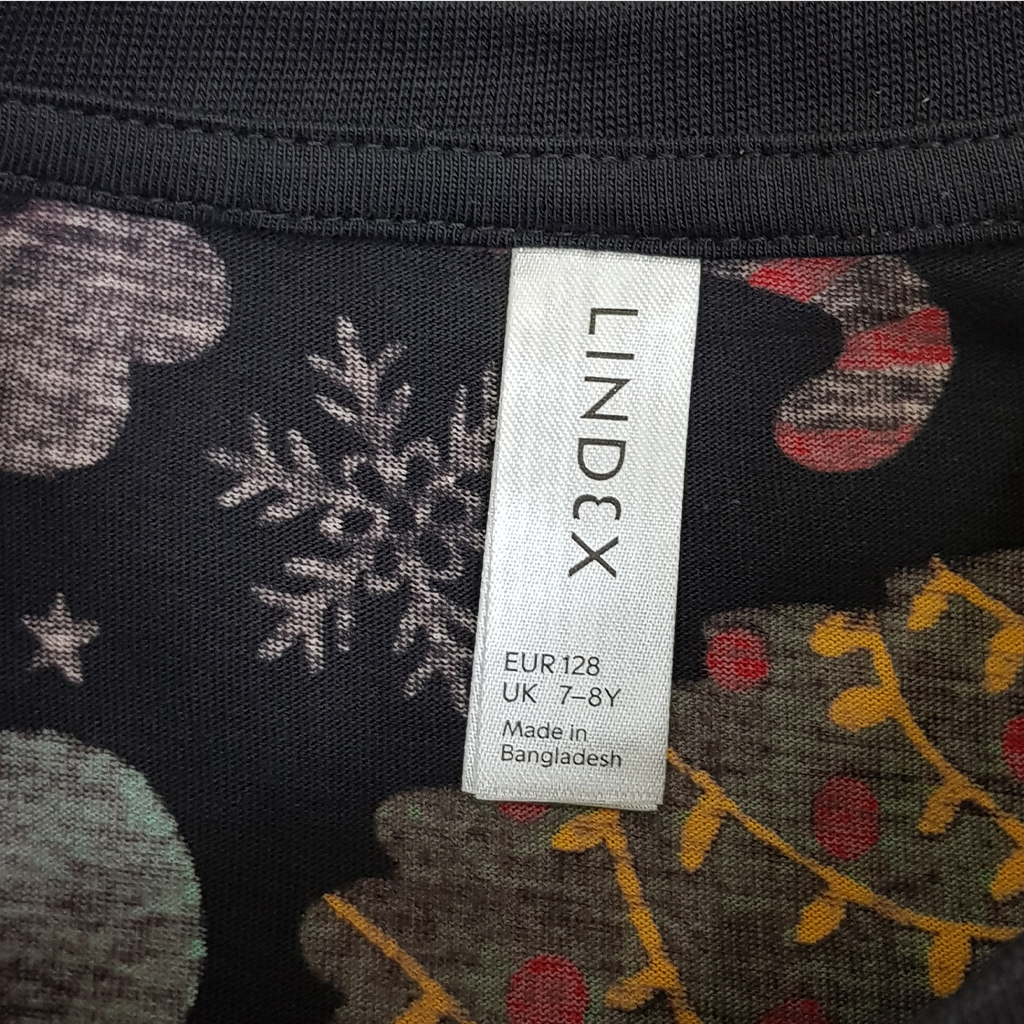 LINDEX
EUR 128
UK 7–8Y
Made in
Bangladesh